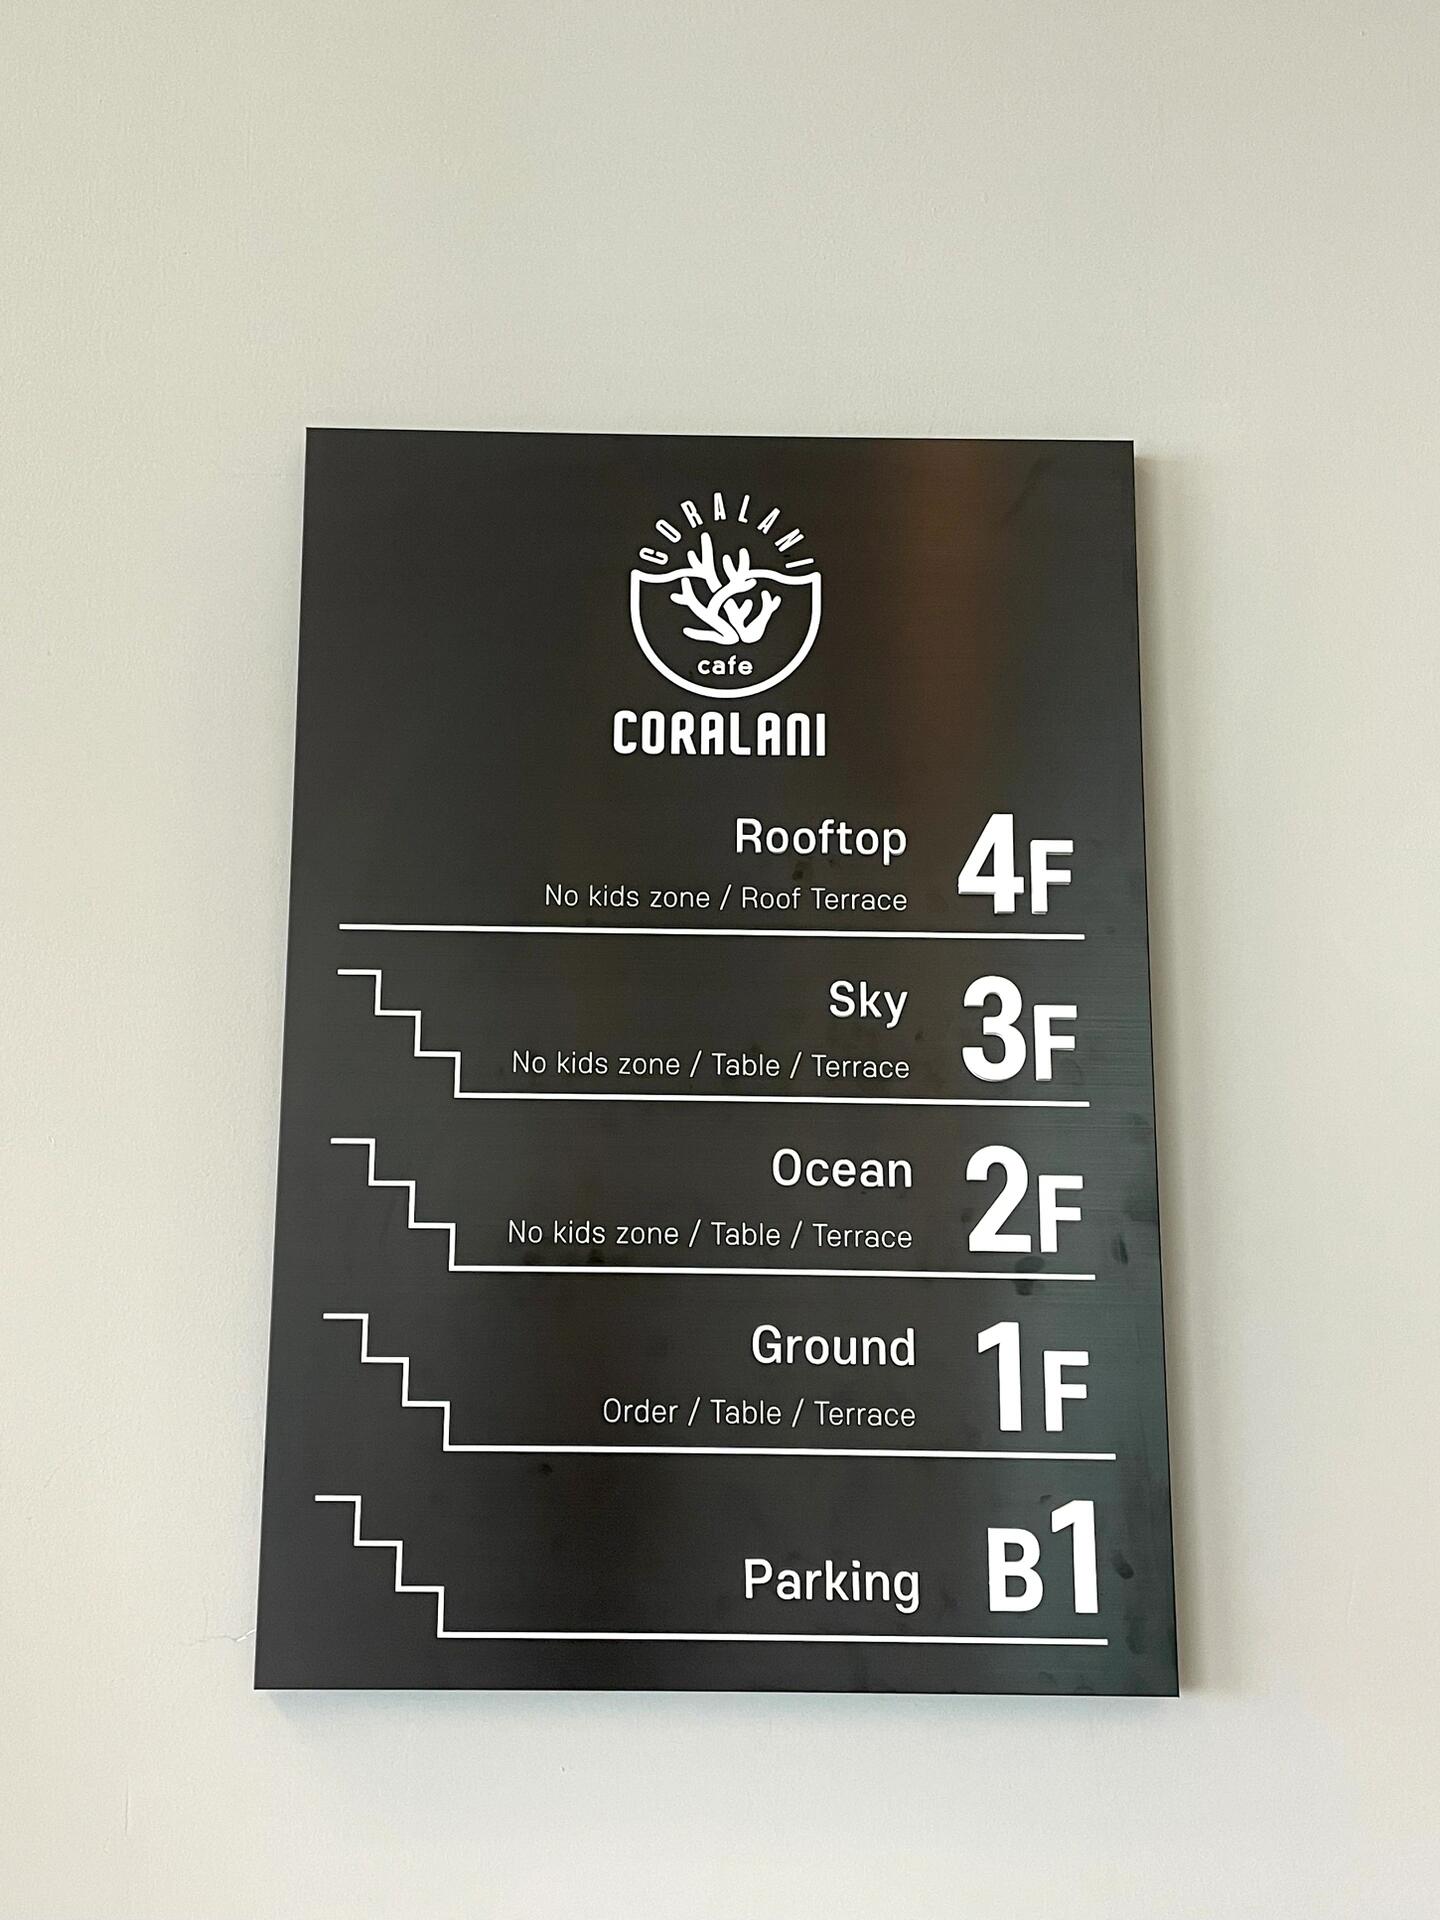 CORALANI
cafe
CORALANI
Rooftop 4F
No kids zone / Roof Terrace
Sky 3F
No kids zone / Table / Terrace
Ocean 2F
No kids zone / Table / Terrace
Ground 1F
Order / Table / Terrace
Parking B1